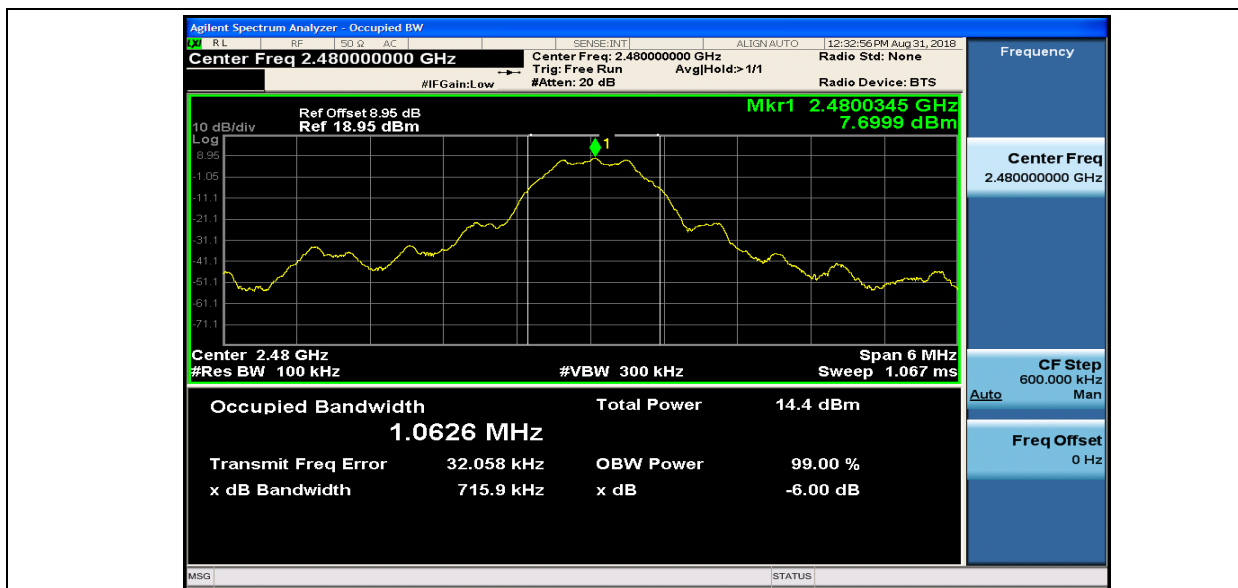 Agilent Spectrum Analyzer - Occupied BW
LXI RL RF 50 Ω AC SENSE:INT ALIGN AUTO 12:32:56 PM Aug 31, 2018
Center Freq 2.480000000 GHz
Center Freq: 2.480000000 GHz Radio Std: None
Trig: Free Run Avg|Hold:>1/1
#IFGain:Low #Atten: 20 dB Radio Device: BTS
Frequency
Ref Offset 8.95 dB Mkr1 2.4800345 GHz
10 dB/div Ref 18.95 dBm 7.6999 dBm
Log
1
8.95
-1.05
-11.1
-21.1
-31.1
-41.1
-51.1
-61.1
-71.1
Center 2.48 GHz Span 6 MHz
#Res BW 100 kHz #VBW 300 kHz Sweep 1.067 ms
Occupied Bandwidth Total Power 14.4 dBm
1.0626 MHz
Transmit Freq Error 32.058 kHz OBW Power 99.00 %
x dB Bandwidth 715.9 kHz x dB -6.00 dB
Center Freq
2.480000000 GHz
CF Step
600.000 kHz
Auto Man
Freq Offset
0 Hz
MSG STATUS